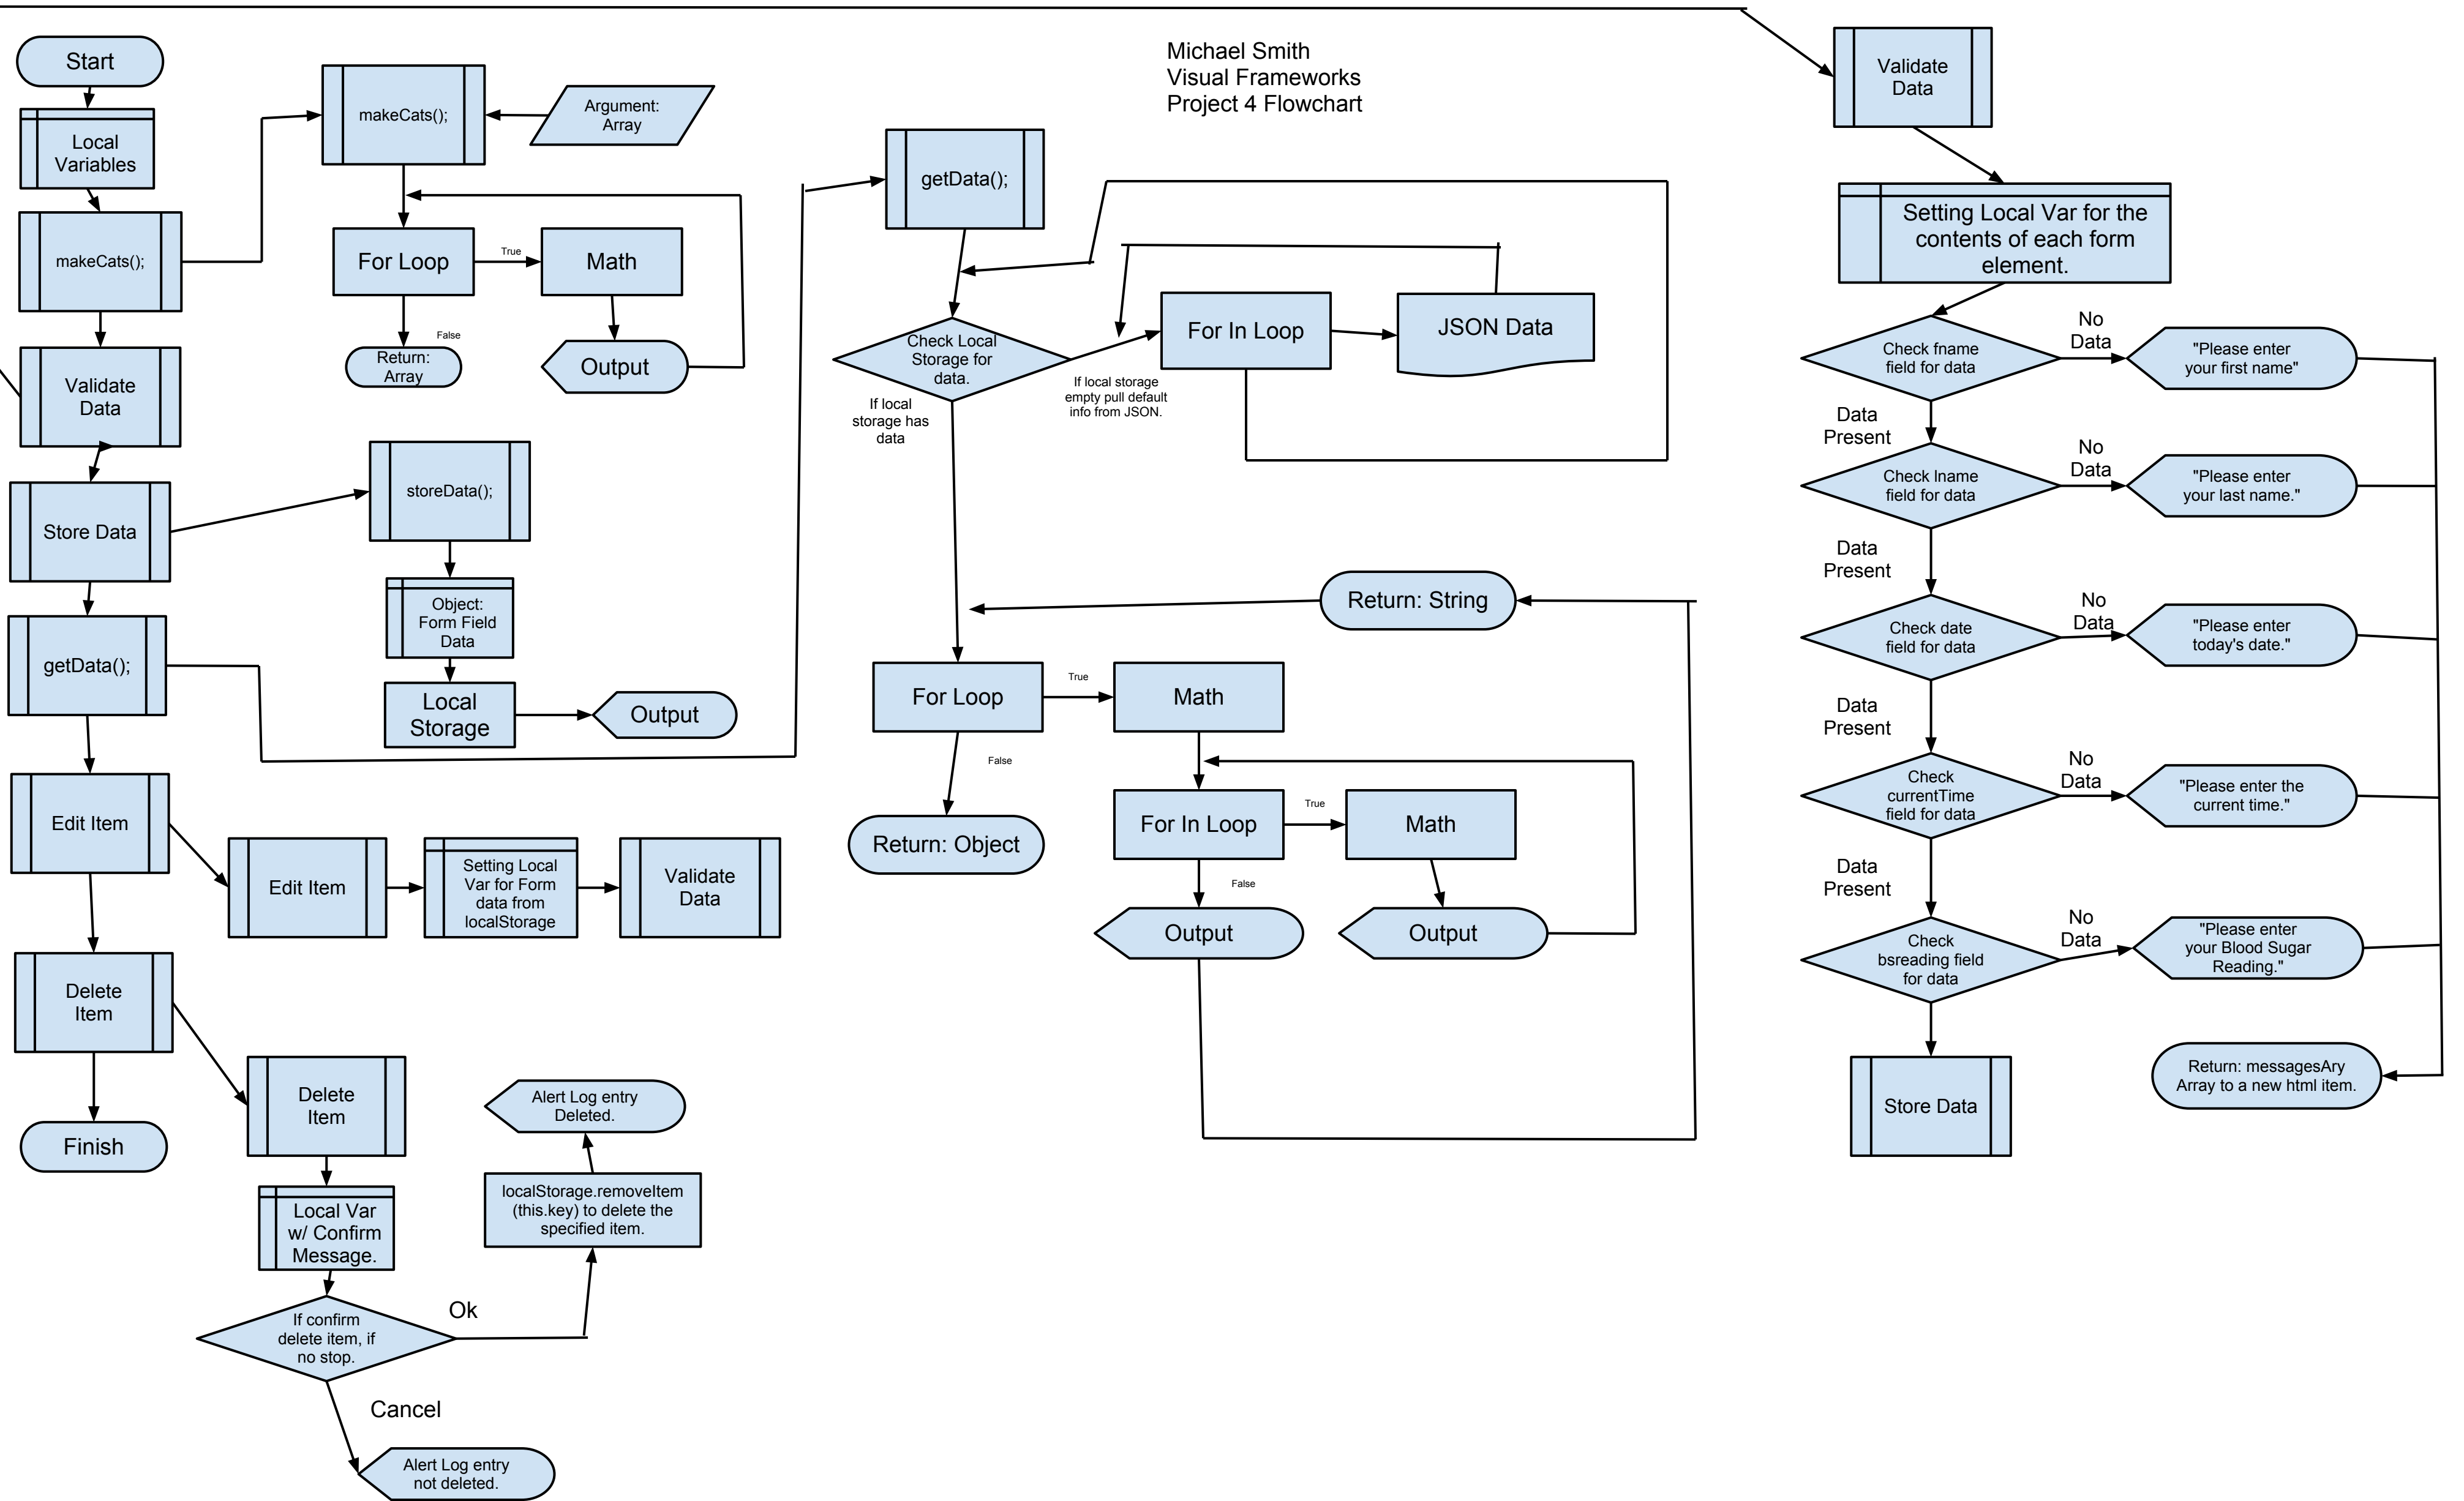 Michael Smith
Visual Frameworks
Project 4 Flowchart
Start
Local
Variables
makeCats();
Validate
Data
Store Data
getData();
Edit Item
Delete
Item
Finish
makeCats();
Argument:
Array
For Loop
True
Math
False
Return:
Array
Output
storeData();
Object:
Form Field
Data
Local
Storage
Output
Edit Item
Setting Local
Var for Form
data from
localStorage
Validate
Data
Delete
Item
Local Var
w/ Confirm
Message.
If confirm
delete item, if
no stop.
Ok
localStorage.removeItem
(this.key) to delete the
specified item.
Alert Log entry
Deleted.
Cancel
Alert Log entry
not deleted.
getData();
Check Local
Storage for
data.
If local
storage has
data
If local storage
empty pull default
info from JSON.
For In Loop
JSON Data
Return: String
For Loop
True
Math
False
Return: Object
For In Loop
True
Math
False
Output
Output
Validate
Data
Setting Local Var for the
contents of each form
element.
Check fname
field for data
No
Data
"Please enter
your first name"
Data
Present
Check lname
field for data
No
Data
"Please enter
your last name."
Data
Present
Check date
field for data
No
Data
"Please enter
today's date."
Data
Present
Check
currentTime
field for data
No
Data
"Please enter the
current time."
Data
Present
Check
bsreading field
for data
No
Data
"Please enter
your Blood Sugar
Reading."
Return: messagesAry
Array to a new html item.
Store Data